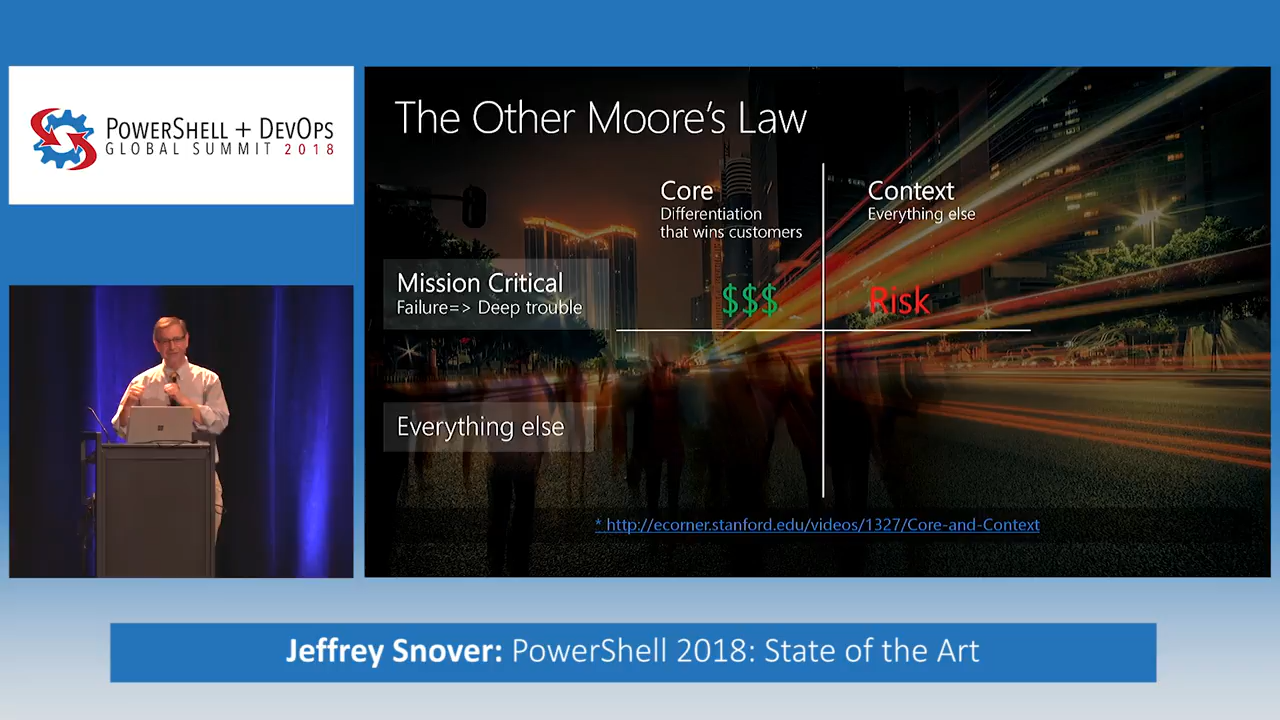 POWERSHELL + DEVOPS
GLOBAL SUMMIT 2018
The Other Moore's Law
Core
Differentiation
that wins customers
Context
Everything else
Mission Critical
Failure=> Deep trouble
$$$
Risk
Everything else
* http://ecorner.stanford.edu/videos/1327/Core-and-Context
Jeffrey Snover: PowerShell 2018: State of the Art